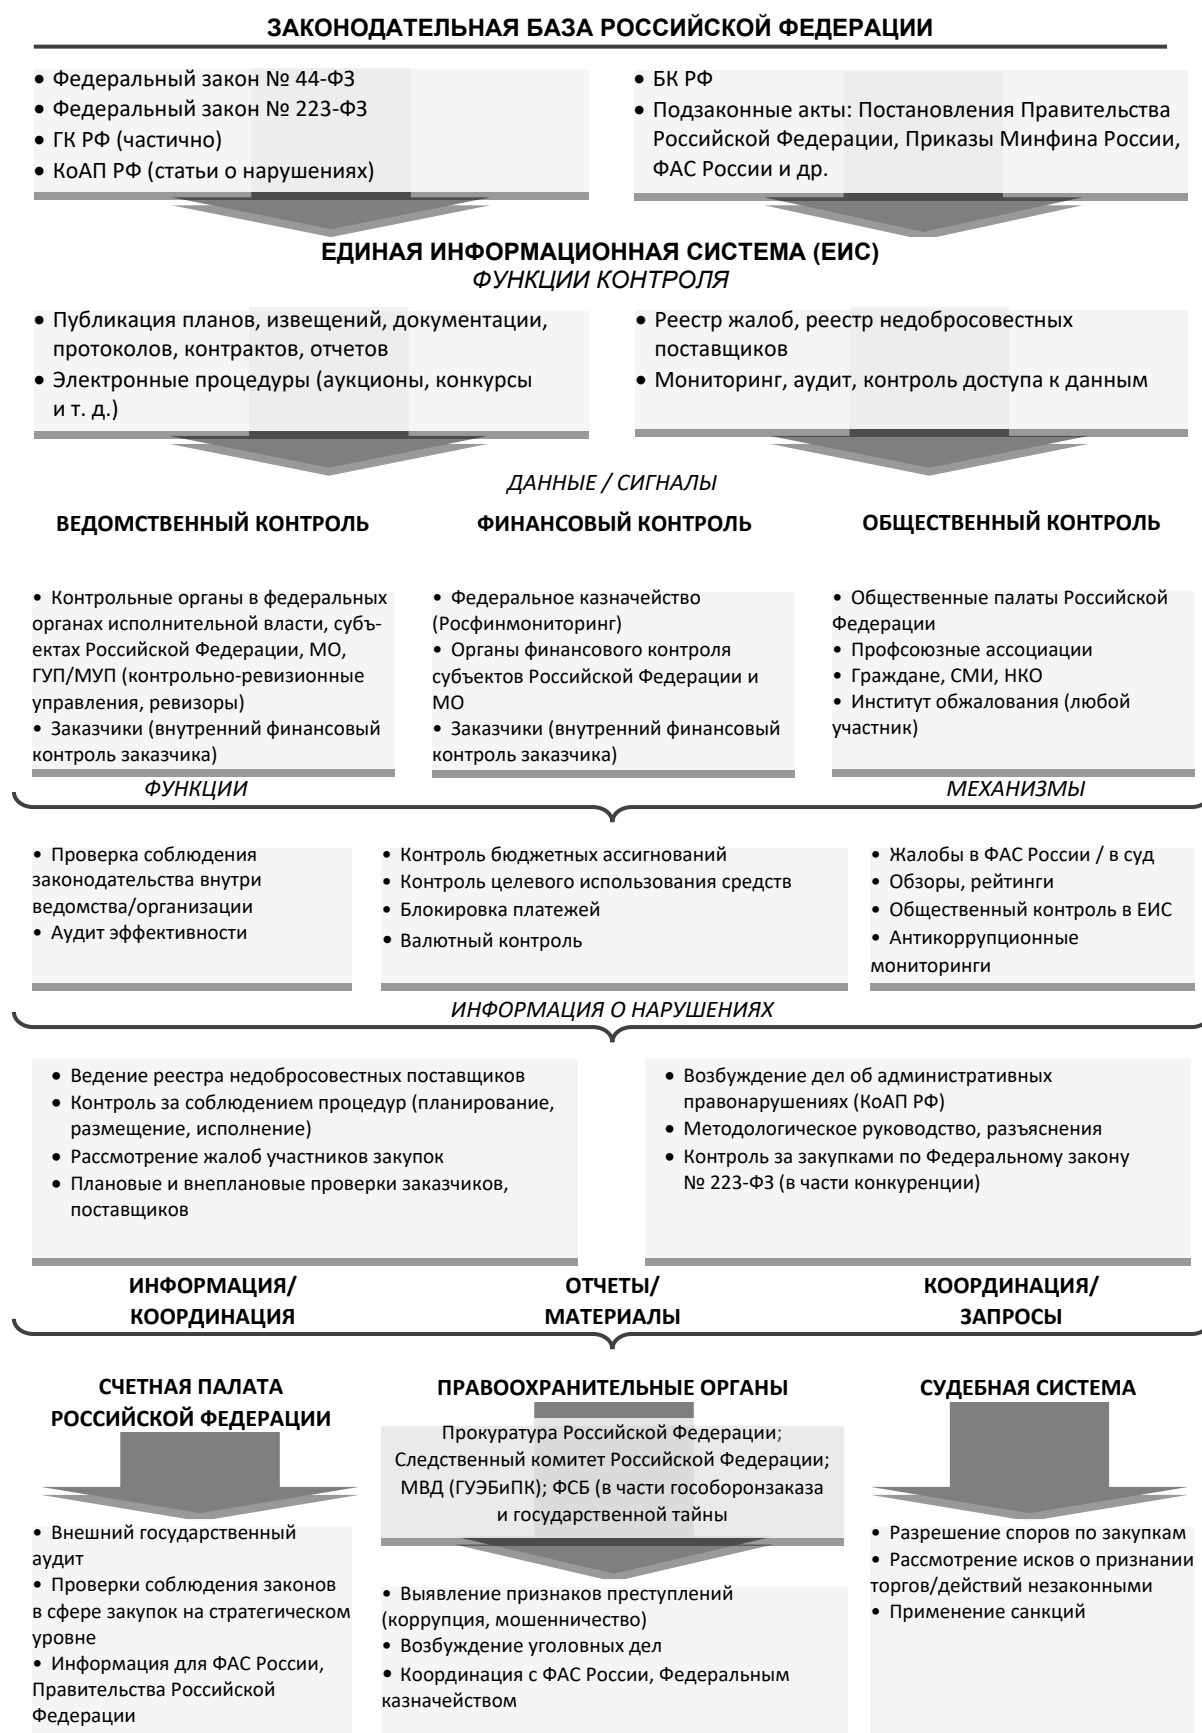 ЗАКОНОДАТЕЛЬНАЯ БАЗА РОССИЙСКОЙ ФЕДЕРАЦИИ
• Федеральный закон № 44-ФЗ
• Федеральный закон № 223-ФЗ
• ГК РФ (частично)
• КоАП РФ (статьи о нарушениях)
• БК РФ
• Подзаконные акты: Постановления Правительства
Российской Федерации, Приказы Минфина России,
ФАС России и др.
ЕДИНАЯ ИНФОРМАЦИОННАЯ СИСТЕМА (ЕИС)
ФУНКЦИИ КОНТРОЛЯ
• Публикация планов, извещений, документации,
протоколов, контрактов, отчетов
• Электронные процедуры (аукционы, конкурсы
и т. д.)
• Реестр жалоб, реестр недобросовестных
поставщиков
• Мониторинг, аудит, контроль доступа к данным
ДАННЫЕ / СИГНАЛЫ
ВЕДОМСТВЕННЫЙ КОНТРОЛЬ
• Контрольные органы в федеральных
органах исполнительной власти, субъ-
ектах Российской Федерации, МО,
ГУП/МУП (контрольно-ревизионные
управления, ревизоры)
• Заказчики (внутренний финансовый
контроль заказчика)
ФИНАНСОВЫЙ КОНТРОЛЬ
• Федеральное казначейство
(Росфинмониторинг)
• Органы финансового контроля
субъектов Российской Федерации и
МО
• Заказчики (внутренний финансовый
контроль заказчика)
ОБЩЕСТВЕННЫЙ КОНТРОЛЬ
• Общественные палаты Российской
Федерации
• Профсоюзные ассоциации
• Граждане, СМИ, НКО
• Институт обжалования (любой
участник)
ФУНКЦИИ
МЕХАНИЗМЫ
• Проверка соблюдения
законодательства внутри
ведомства/организации
• Аудит эффективности
• Контроль бюджетных ассигнований
• Контроль целевого использования средств
• Блокировка платежей
• Валютный контроль
• Жалобы в ФАС России / в суд
• Обзоры, рейтинги
• Общественный контроль в ЕИС
• Антикоррупционные
мониторинги
ИНФОРМАЦИЯ О НАРУШЕНИЯХ
• Ведение реестра недобросовестных поставщиков
• Контроль за соблюдением процедур (планирование,
размещение, исполнение)
• Рассмотрение жалоб участников закупок
• Плановые и внеплановые проверки заказчиков,
поставщиков
• Возбуждение дел об административных
правонарушениях (КоАП РФ)
• Методологическое руководство, разъяснения
• Контроль за закупками по Федеральному закону
№ 223-ФЗ (в части конкуренции)
ИНФОРМАЦИЯ/
КООРДИНАЦИЯ
ОТЧЕТЫ/
МАТЕРИАЛЫ
КООРДИНАЦИЯ/
ЗАПРОСЫ
СЧЕТНАЯ ПАЛАТА
РОССИЙСКОЙ ФЕДЕРАЦИИ
• Внешний государственный
аудит
• Проверки соблюдения законов
в сфере закупок на стратегическом
уровне
• Информация для ФАС России,
Правительства Российской
Федерации
ПРАВООХРАНИТЕЛЬНЫЕ ОРГАНЫ
Прокуратура Российской Федерации;
Следственный комитет Российской Федерации;
МВД (ГУЭБиПК); ФСБ (в части гособоронзаказа
и государственной тайны
• Выявление признаков преступлений
(коррупция, мошенничество)
• Возбуждение уголовных дел
• Координация с ФАС России, Федеральным
казначейством
СУДЕБНАЯ СИСТЕМА
• Разрешение споров по закупкам
• Рассмотрение исков о признании
торгов/действий незаконными
• Применение санкций